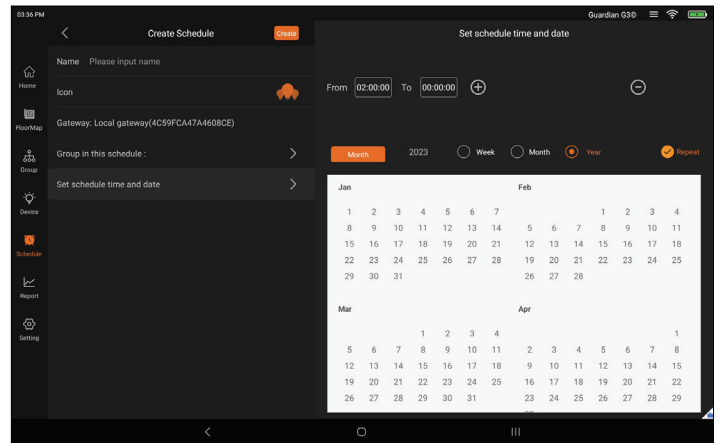 03:36 PM
Guardian G3©
Create Schedule
Create
Set schedule time and date
Home
FloorMap
Group
Device
Schedule
Report
Setting
Name Please input name
Icon
Gateway: Local gateway(4C59FCA47A4608CE)
Group in this schedule :
Set schedule time and date
From 02:00:00 To 00:00:00
Month 2023 Week Month Year Repeat
Jan
1 2 3 4 5 6 7
8 9 10 11 12 13 14
15 16 17 18 19 20 21
22 23 24 25 26 27 28
29 30 31
Feb
1 2 3 4
5 6 7 8 9 10 11
12 13 14 15 16 17 18
19 20 21 22 23 24 25
26 27 28
Mar
1 2 3 4
5 6 7 8 9 10 11
12 13 14 15 16 17 18
19 20 21 22 23 24 25
26 27 28 29 30 31
Apr
1
2 3 4 5 6 7 8
9 10 11 12 13 14 15
16 17 18 19 20 21 22
23 24 25 26 27 28 29